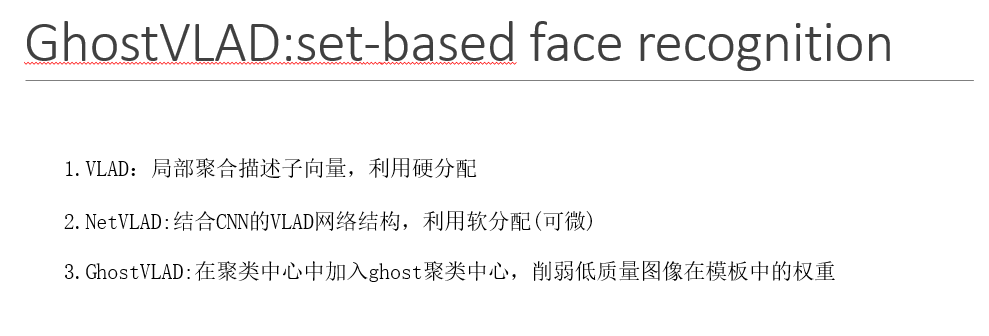 GhostVLAD:set-based face recognition
1.VLAD：局部聚合描述子向量，利用硬分配
2.NetVLAD:结合CNN的VLAD网络结构，利用软分配(可微)
3.GhostVLAD:在聚类中心中加入ghost聚类中心，削弱低质量图像在模板中的权重